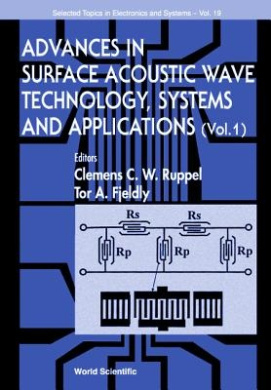 Selected Topics in Electronics and Systems – Vol. 19
ADVANCES IN
SURFACE ACOUSTIC WAVE
TECHNOLOGY, SYSTEMS
AND APPLICATIONS (Vol.1)
Editors
Clemens C. W. Ruppel
Tor A. Fjeldly
Rs Rs
Rp Rp Rp
World Scientific